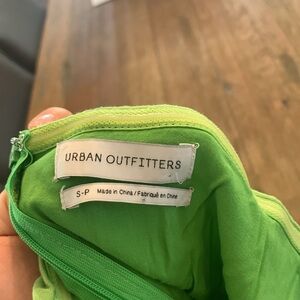 URBAN OUTFITTERS
S-P Made in China / Fabriqué en Chine